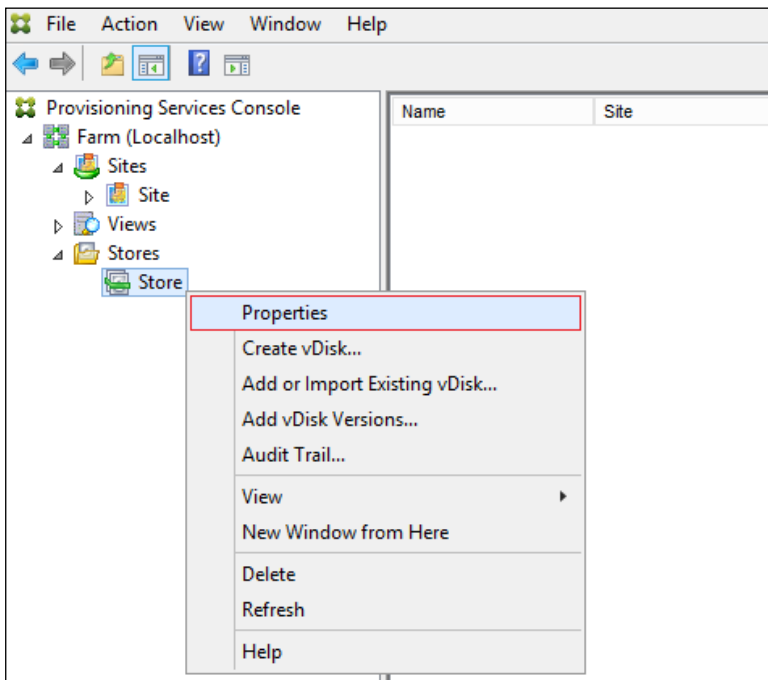 File Action View Window Help
Provisioning Services Console
Farm (Localhost)
Sites
Site
Views
Stores
Store
Name Site
Properties
Create vDisk...
Add or Import Existing vDisk...
Add vDisk Versions...
Audit Trail...
View
New Window from Here
Delete
Refresh
Help